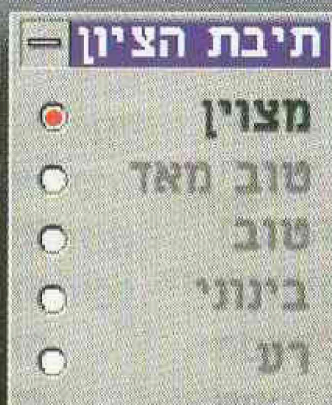 תיבת הציון
מצוין
טוב מאד
טוב
בינוני
רע